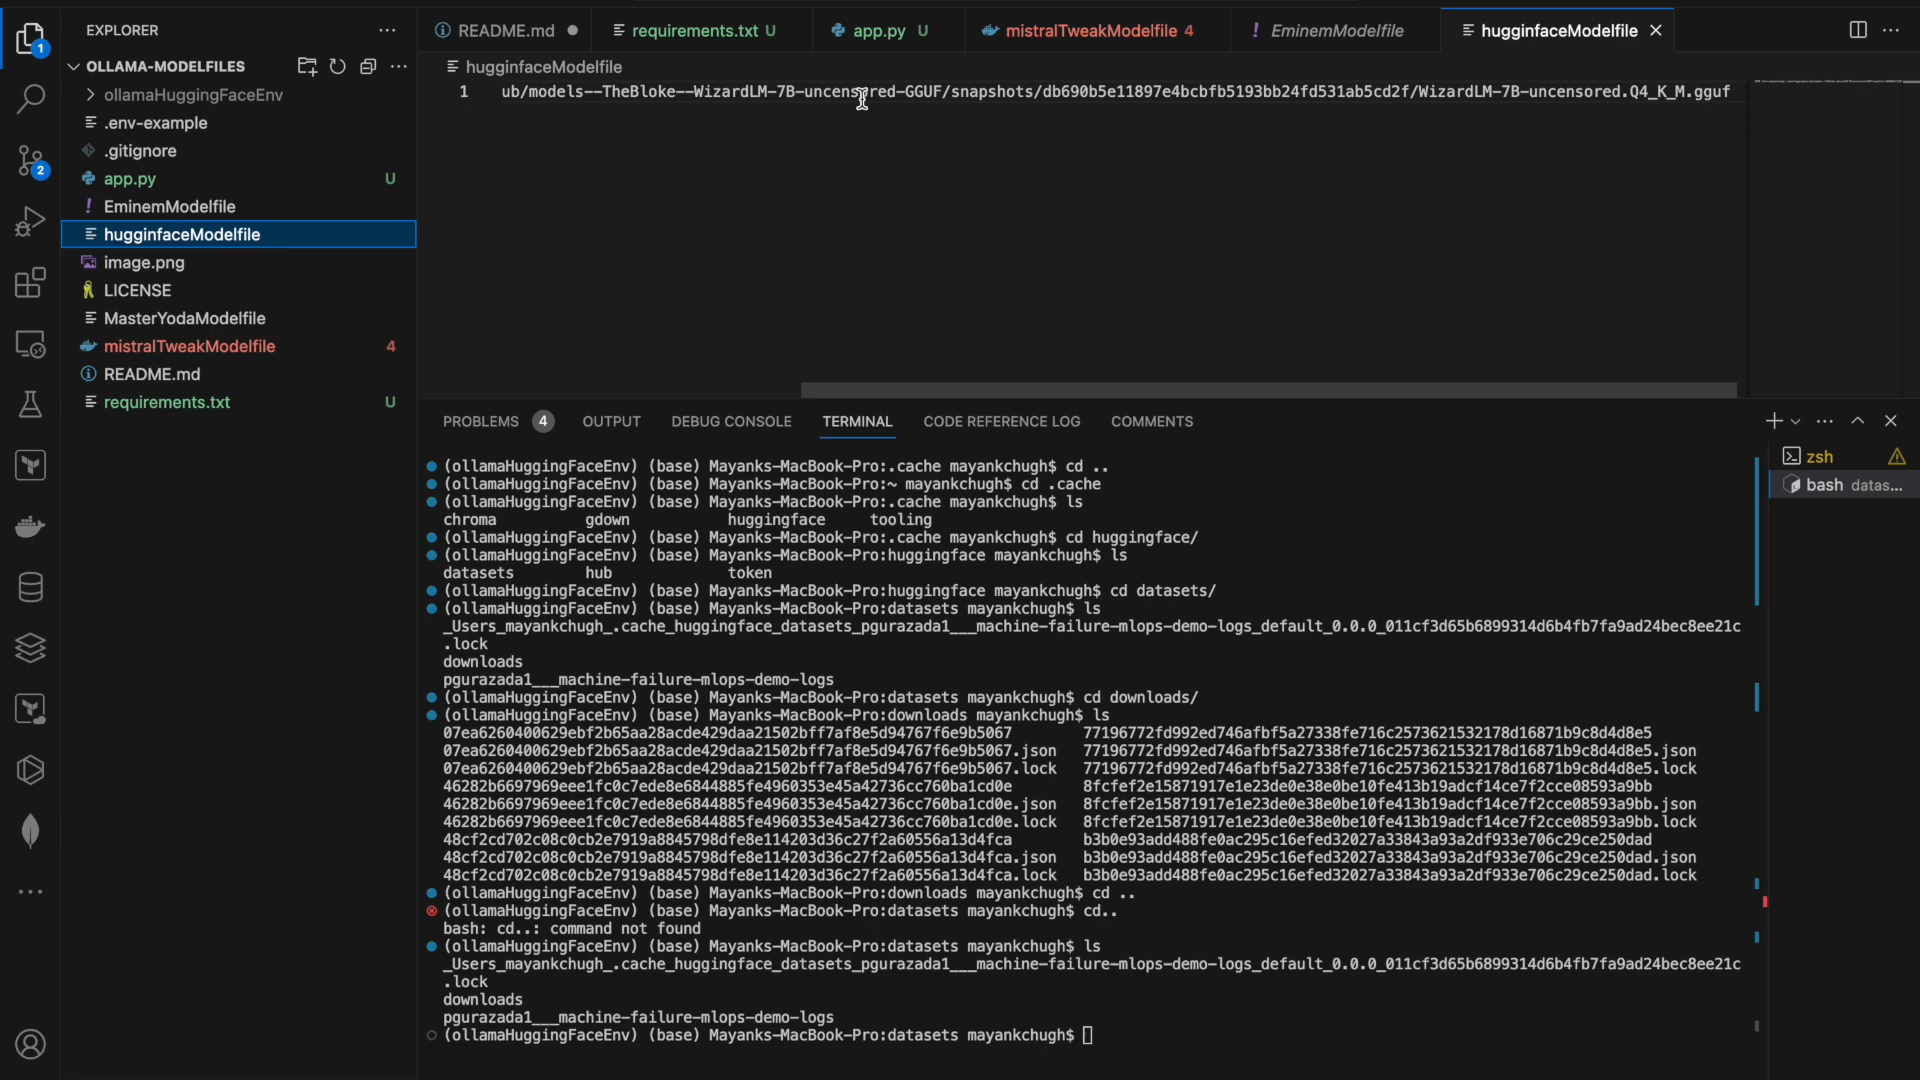 EXPLORER
OLLAMA-MODELFILES
ollamaHuggingFaceEnv
.env-example
.gitignore
app.py U
EminemModelfile
hugginfaceModelfile
image.png
LICENSE
MasterYodaModelfile
mistralTweakModelfile 4
README.md
requirements.txt U
1
2
README.md
requirements.txt U
app.py U
mistralTweakModelfile 4
EminemModelfile
hugginfaceModelfile
hugginfaceModelfile
1 ub/models--TheBloke--WizardLM-7B-uncensored-GGUF/snapshots/db690b5e11897e4bcbfb5193bb24fd531ab5cd2f/WizardLM-7B-uncensored.Q4_K_M.gguf
PROBLEMS 4 OUTPUT DEBUG CONSOLE TERMINAL CODE REFERENCE LOG COMMENTS
(ollamaHuggingFaceEnv) (base) Mayanks-MacBook-Pro:.cache mayankchugh$ cd ..
(ollamaHuggingFaceEnv) (base) Mayanks-MacBook-Pro:~ mayankchugh$ cd .cache
(ollamaHuggingFaceEnv) (base) Mayanks-MacBook-Pro:.cache mayankchugh$ ls
chroma gdown huggingface tooling
(ollamaHuggingFaceEnv) (base) Mayanks-MacBook-Pro:.cache mayankchugh$ cd huggingface/
(ollamaHuggingFaceEnv) (base) Mayanks-MacBook-Pro:huggingface mayankchugh$ ls
datasets hub token
(ollamaHuggingFaceEnv) (base) Mayanks-MacBook-Pro:huggingface mayankchugh$ cd datasets/
(ollamaHuggingFaceEnv) (base) Mayanks-MacBook-Pro:datasets mayankchugh$ ls
_Users_mayankchugh_.cache_huggingface_datasets_pgurazada1___machine-failure-mlops-demo-logs_default_0.0.0_011cf3d65b6899314d6b4fb7fa9ad24bec8ee21c
.lock
downloads
pgurazada1___machine-failure-mlops-demo-logs
(ollamaHuggingFaceEnv) (base) Mayanks-MacBook-Pro:datasets mayankchugh$ cd downloads/
(ollamaHuggingFaceEnv) (base) Mayanks-MacBook-Pro:downloads mayankchugh$ ls
07ea6260400629ebf2b65aa28acde429daa21502bff7af8e5d94767f6e9b5067 77196772fd992ed746afbf5a27338fe716c2573621532178d16871b9c8d4d8e5
07ea6260400629ebf2b65aa28acde429daa21502bff7af8e5d94767f6e9b5067.json 77196772fd992ed746afbf5a27338fe716c2573621532178d16871b9c8d4d8e5.json
07ea6260400629ebf2b65aa28acde429daa21502bff7af8e5d94767f6e9b5067.lock 77196772fd992ed746afbf5a27338fe716c2573621532178d16871b9c8d4d8e5.lock
46282b6697969eee1fc0c7ede8e6844885fe4960353e45a42736cc760ba1cd0e 8fcfef2e15871917e1e23de0e38e0be10fe413b19adcf14ce7f2cce08593a9bb
46282b6697969eee1fc0c7ede8e6844885fe4960353e45a42736cc760ba1cd0e.json 8fcfef2e15871917e1e23de0e38e0be10fe413b19adcf14ce7f2cce08593a9bb.json
46282b6697969eee1fc0c7ede8e6844885fe4960353e45a42736cc760ba1cd0e.lock 8fcfef2e15871917e1e23de0e38e0be10fe413b19adcf14ce7f2cce08593a9bb.lock
48cf2cd702c08c0cb2e7919a8845798dfe8e114203d36c27f2a60556a13d4fca b3b0e93add488fe0ac295c16efed32027a33843a93a2df933e706c29ce250dad
48cf2cd702c08c0cb2e7919a8845798dfe8e114203d36c27f2a60556a13d4fca.json b3b0e93add488fe0ac295c16efed32027a33843a93a2df933e706c29ce250dad.json
48cf2cd702c08c0cb2e7919a8845798dfe8e114203d36c27f2a60556a13d4fca.lock b3b0e93add488fe0ac295c16efed32027a33843a93a2df933e706c29ce250dad.lock
(ollamaHuggingFaceEnv) (base) Mayanks-MacBook-Pro:downloads mayankchugh$ cd ..
(ollamaHuggingFaceEnv) (base) Mayanks-MacBook-Pro:datasets mayankchugh$ cd..
bash: cd..: command not found
(ollamaHuggingFaceEnv) (base) Mayanks-MacBook-Pro:datasets mayankchugh$ ls
_Users_mayankchugh_.cache_huggingface_datasets_pgurazada1___machine-failure-mlops-demo-logs_default_0.0.0_011cf3d65b6899314d6b4fb7fa9ad24bec8ee21c
.lock
downloads
pgurazada1___machine-failure-mlops-demo-logs
(ollamaHuggingFaceEnv) (base) Mayanks-MacBook-Pro:datasets mayankchugh$
zsh
bash datas...